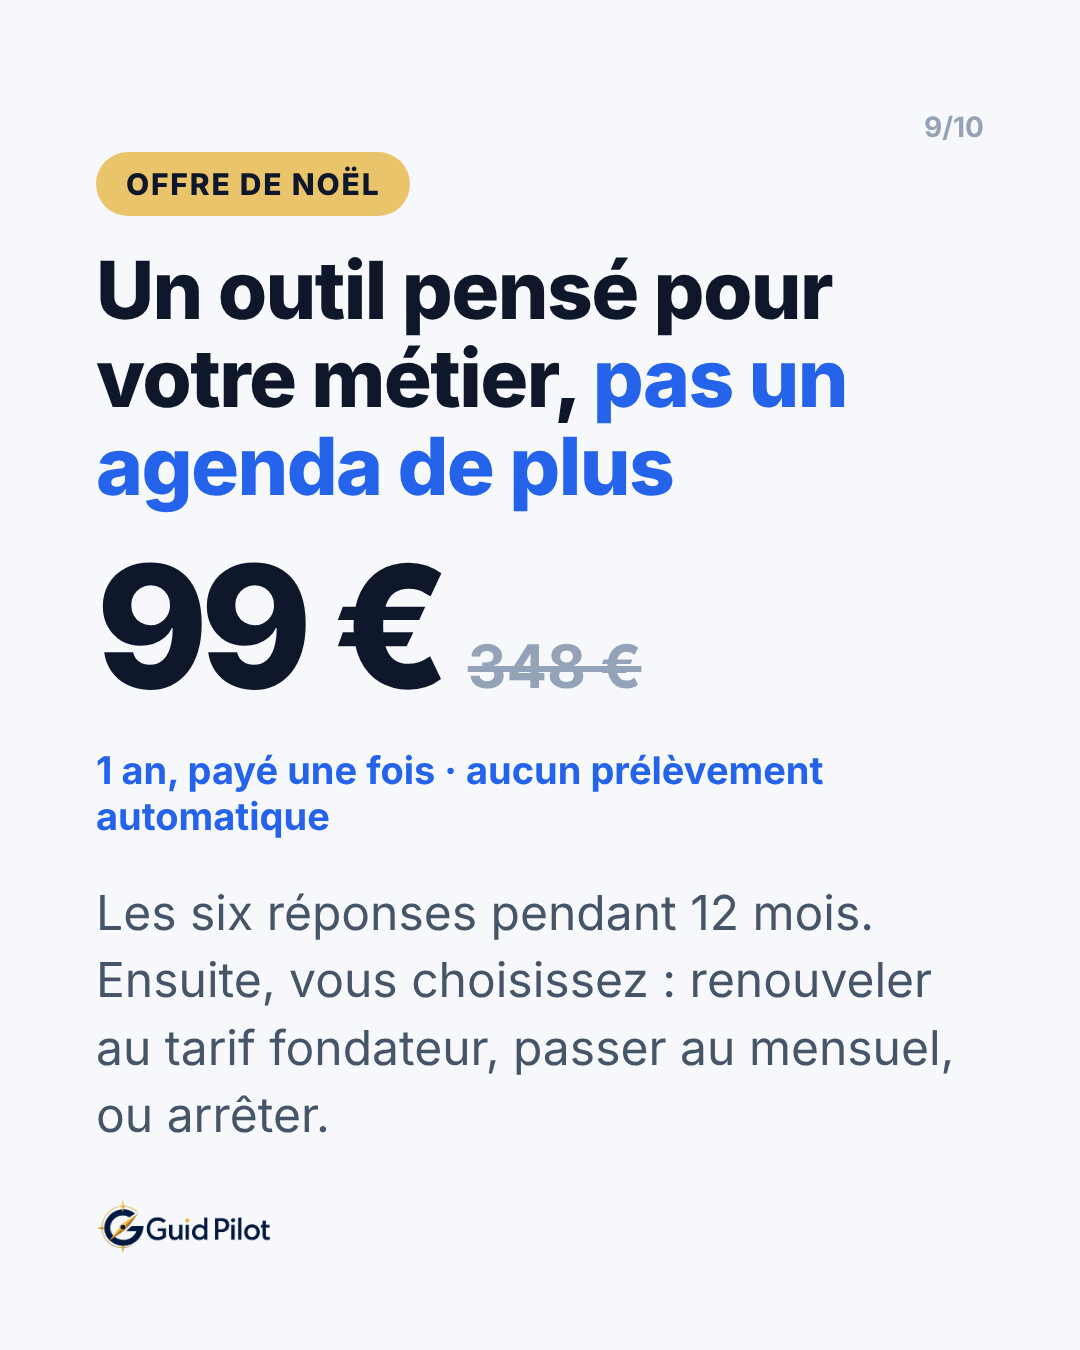 9/10
OFFRE DE NOËL
Un outil pensé pour
votre métier, pas un
agenda de plus
99 € 348 €
1 an, payé une fois · aucun prélèvement
automatique
Les six réponses pendant 12 mois.
Ensuite, vous choisissez : renouveler
au tarif fondateur, passer au mensuel,
ou arrêter.
Guid Pilot